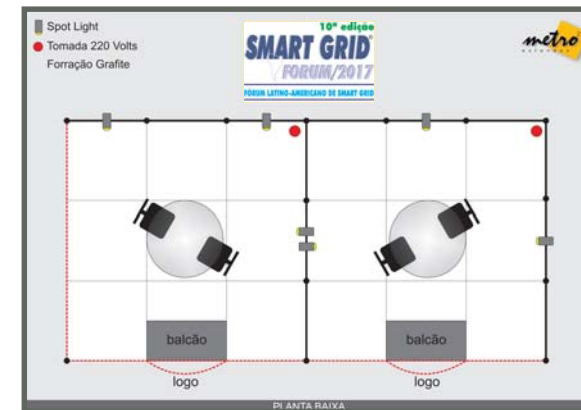 Spot Light
Tomada 220 Volts
Forração Grafite
10ª edição
SMART GRID®
FORUM/2017
FÓRUM LATINO-AMERICANO DE SMART GRID
metro
balcão
balcão
logo
logo
PLANTA BAIXA